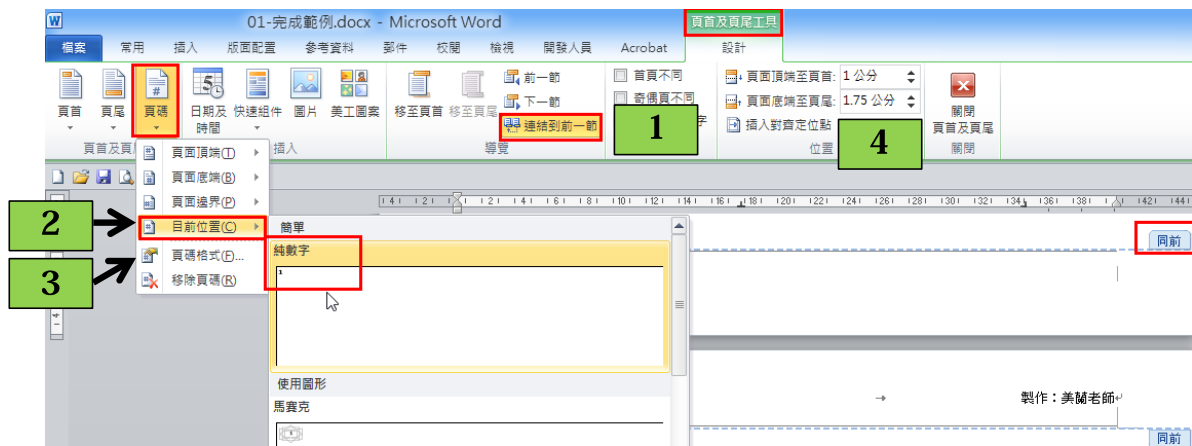 01-完成範例.docx - Microsoft Word
頁首及頁尾工具
檔案 常用 插入 版面配置 參考資料 郵件 校閱 檢視 開發人員 Acrobat 設計
頁首 頁尾 頁碼 日期及時間 快速組件 圖片 美工圖案 移至頁首 移至頁尾
前一節
下一節
連結到前一節
首頁不同
奇偶頁不同
字
頁面頂端至頁首: 1 公分
頁面底端至頁尾: 1.75 公分
插入對齊定位點
關閉
頁首及頁尾
頁首及頁 插入 導覽 位置 關閉
1
4
頁面頂端(T)
頁面底端(B)
頁面邊界(P)
目前位置(C)
頁碼格式(F)...
移除頁碼(R)
2
3
簡單
純數字
1
使用圖形
馬賽克
1
同前
製作：美蘭老師
同前